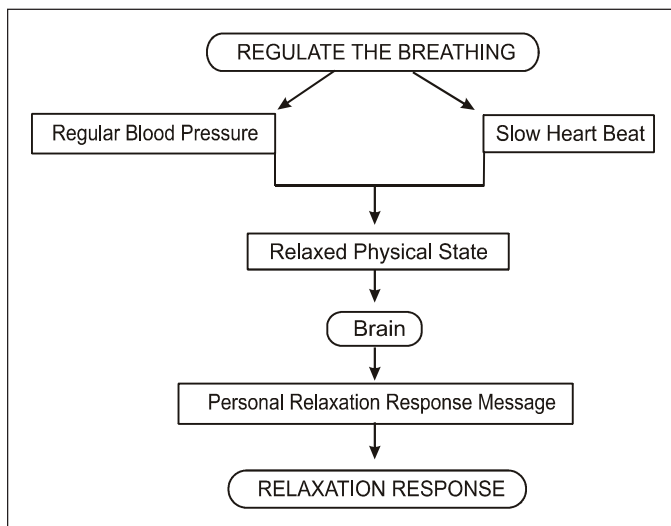 REGULATE THE BREATHING
Regular Blood Pressure
Slow Heart Beat
Relaxed Physical State
Brain
Personal Relaxation Response Message
RELAXATION RESPONSE